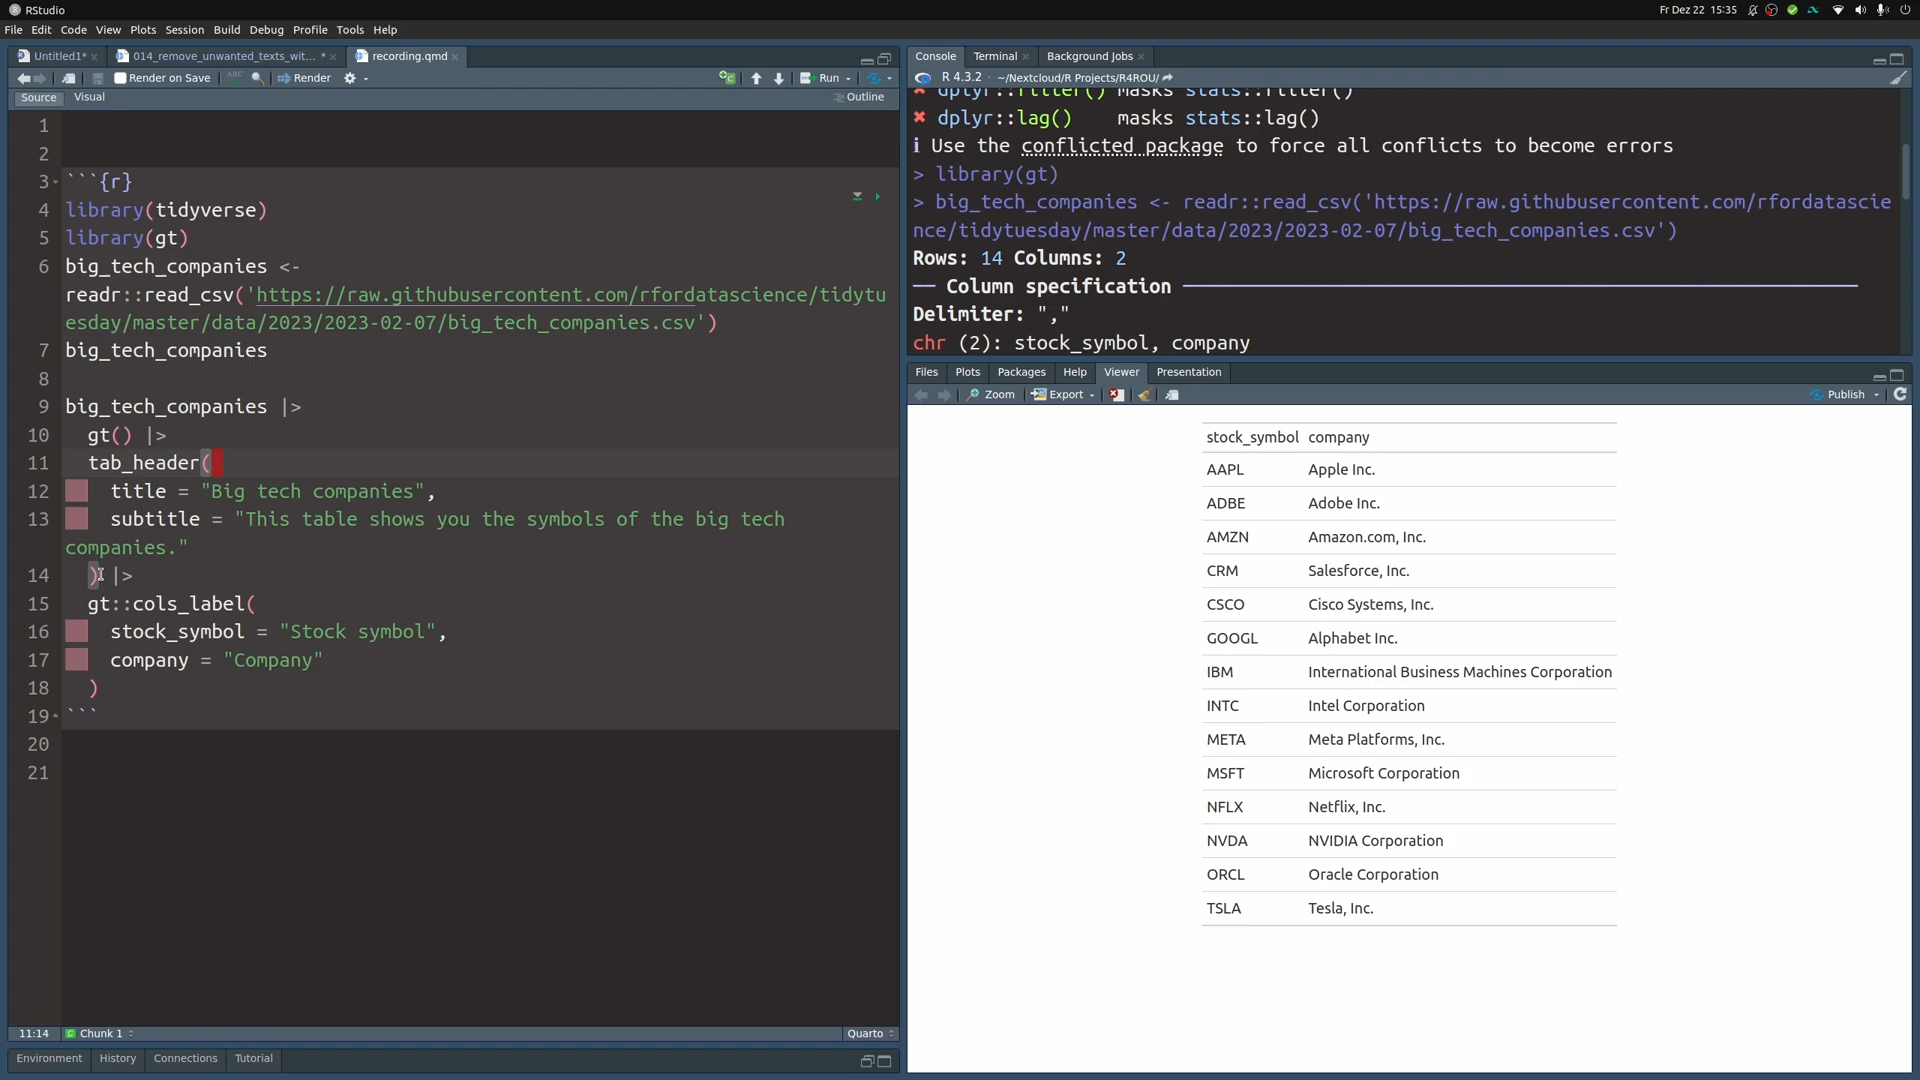 RStudio
Fr Dez 22 15:35
File Edit Code View Plots Session Build Debug Profile Tools Help
Untitled1*
014_remove_unwanted_texts_wit... *
recording.qmd
Render on Save
ABC
Render
Run
Source Visual
Outline
1
2
3 ```{r}
4 library(tidyverse)
5 library(gt)
6 big_tech_companies <-
readr::read_csv('https://raw.githubusercontent.com/rfordatascience/tidytu
esday/master/data/2023/2023-02-07/big_tech_companies.csv')
7 big_tech_companies
8
9 big_tech_companies |>
10 gt() |>
11 tab_header(
12 title = "Big tech companies",
13 subtitle = "This table shows you the symbols of the big tech
companies."
14 ) |>
15 gt::cols_label(
16 stock_symbol = "Stock symbol",
17 company = "Company"
18 )
19 ```
20
21
11:14 Chunk 1 Quarto
Environment History Connections Tutorial
Console Terminal Background Jobs
R 4.3.2 · ~/Nextcloud/R Projects/R4ROU/
✖ dplyr::filter() masks stats::filter()
✖ dplyr::lag() masks stats::lag()
ℹ Use the conflicted package to force all conflicts to become errors
> library(gt)
> big_tech_companies <- readr::read_csv('https://raw.githubusercontent.com/rfordatascie
nce/tidytuesday/master/data/2023/2023-02-07/big_tech_companies.csv')
Rows: 14 Columns: 2
── Column specification ────────────────────────
Delimiter: ","
chr (2): stock_symbol, company
Files Plots Packages Help Viewer Presentation
Zoom Export Publish
stock_symbol company
AAPL Apple Inc.
ADBE Adobe Inc.
AMZN Amazon.com, Inc.
CRM Salesforce, Inc.
CSCO Cisco Systems, Inc.
GOOGL Alphabet Inc.
IBM International Business Machines Corporation
INTC Intel Corporation
META Meta Platforms, Inc.
MSFT Microsoft Corporation
NFLX Netflix, Inc.
NVDA NVIDIA Corporation
ORCL Oracle Corporation
TSLA Tesla, Inc.